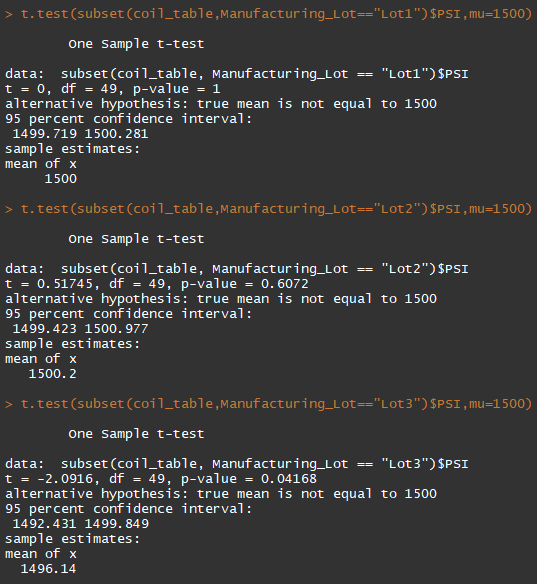 > t.test(subset(coil_table,Manufacturing_Lot=="Lot1")$PSI,mu=1500)
One Sample t-test
data:  subset(coil_table, Manufacturing_Lot == "Lot1")$PSI
t = 0, df = 49, p-value = 1
alternative hypothesis: true mean is not equal to 1500
95 percent confidence interval:
1499.719 1500.281
sample estimates:
mean of x
1500
> t.test(subset(coil_table,Manufacturing_Lot=="Lot2")$PSI,mu=1500)
One Sample t-test
data:  subset(coil_table, Manufacturing_Lot == "Lot2")$PSI
t = 0.51745, df = 49, p-value = 0.6072
alternative hypothesis: true mean is not equal to 1500
95 percent confidence interval:
1499.423 1500.977
sample estimates:
mean of x
1500.2
> t.test(subset(coil_table,Manufacturing_Lot=="Lot3")$PSI,mu=1500)
One Sample t-test
data:  subset(coil_table, Manufacturing_Lot == "Lot3")$PSI
t = -2.0916, df = 49, p-value = 0.04168
alternative hypothesis: true mean is not equal to 1500
95 percent confidence interval:
1492.431 1499.849
sample estimates:
mean of x
1496.14